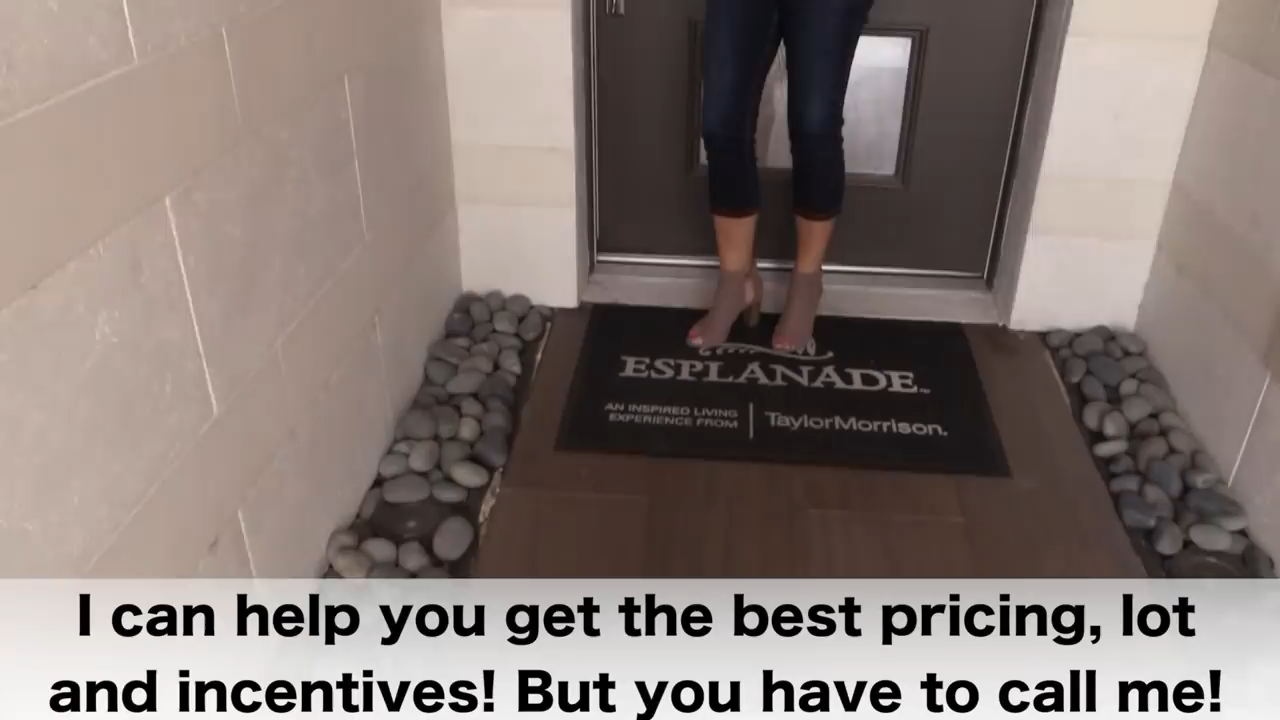 ESPLANADE™
AN INSPIRED LIVING
EXPERIENCE FROM
TaylorMorrison.
I can help you get the best pricing, lot
and incentives! But you have to call me!